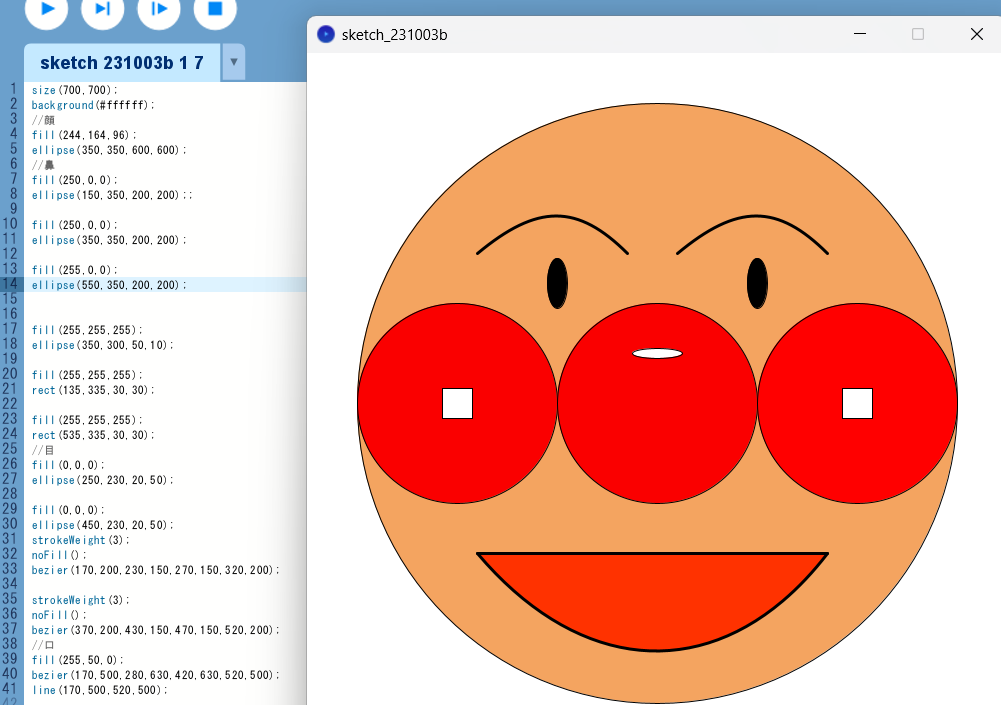 sketch_231003b
sketch 231003b 1 7
1 size(700,700);
2 background(#ffffff);
3 //顔
4 fill(244,164,96);
5 ellipse(350,350,600,600);
6 //鼻
7 fill(250,0,0);
8 ellipse(150,350,200,200);;
9
10 fill(250,0,0);
11 ellipse(350,350,200,200);
12
13 fill(255,0,0);
14 ellipse(550,350,200,200);
15
16
17 fill(255,255,255);
18 ellipse(350,300,50,10);
19
20 fill(255,255,255);
21 rect(135,335,30,30);
22
23 fill(255,255,255);
24 rect(535,335,30,30);
25 //目
26 fill(0,0,0);
27 ellipse(250,230,20,50);
28
29 fill(0,0,0);
30 ellipse(450,230,20,50);
31 strokeWeight(3);
32 noFill();
33 bezier(170,200,230,150,270,150,320,200);
34
35 strokeWeight(3);
36 noFill();
37 bezier(370,200,430,150,470,150,520,200);
38 //口
39 fill(255,50,0);
40 bezier(170,500,280,630,420,630,520,500);
41 line(170,500,520,500);
42